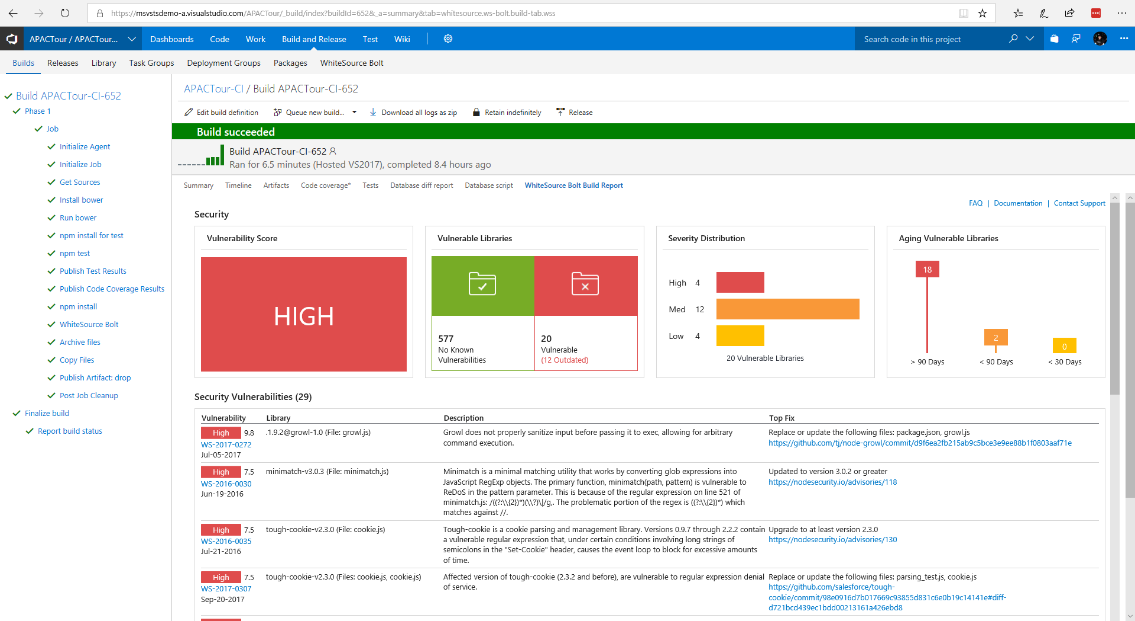 https://msvstsdemo-a.visualstudio.com/APACTour/_build/index?buildId=652&_a=summary&tab=whitesource.ws-bolt.build-tab.wss
APACTour / APACTour...
Dashboards Code Work Build and Release Test Wiki
Search code in this project
Builds Releases Library Task Groups Deployment Groups Packages WhiteSource Bolt
Build APACTour-CI-652
Phase 1
Job
Initialize Agent
Initialize Job
Get Sources
Install bower
Run bower
npm install for test
npm test
Publish Test Results
Publish Code Coverage Results
npm install
WhiteSource Bolt
Archive files
Copy Files
Publish Artifact: drop
Post Job Cleanup
Finalize build
Report build status
APACTour-CI / Build APACTour-CI-652
Edit build definition Queue new build... Download all logs as zip Retain indefinitely Release
Build succeeded
Build APACTour-CI-652
Ran for 6.5 minutes (Hosted VS2017), completed 8.4 hours ago
Summary Timeline Artifacts Code coverage* Tests Database diff report Database script WhiteSource Bolt Build Report
FAQ | Documentation | Contact Support
Security
Vulnerability Score
HIGH
Vulnerable Libraries
577
No Known
Vulnerabilities
20
Vulnerable
(12 Outdated)
Severity Distribution
High 4
Med 12
Low 4
20 Vulnerable Libraries
Aging Vulnerable Libraries
18
2
0
> 90 Days < 90 Days < 30 Days
Security Vulnerabilities (29)
Vulnerability Library Description Top Fix
High 9.8
WS-2017-0272
Jul-05-2017
.1.9.2@growl-1.0 (File: growl.js)
Growl does not properly sanitize input before passing it to exec, allowing for arbitrary
command execution.
Replace or update the following files: package.json, growl.js
https://github.com/tj/node-growl/commit/d9f6ea2fb215ab9c5bce3e9ee88b1f0803aaf71e
High 7.5
WS-2016-0030
Jun-19-2016
minimatch-v3.0.3 (File: minimatch.js)
Minimatch is a minimal matching utility that works by converting glob expressions into
JavaScript RegExp objects. The primary function, minimatch(path, pattern) is vulnerable to
ReDoS in the pattern parameter. This is because of the regular expression on line 521 of
minimatch.js: /((?:\\{2})*)(\\?)\|/g,. The problematic portion of the regex is ((?:\\{2})*) which
matches against //.
Updated to version 3.0.2 or greater
https://nodesecurity.io/advisories/118
High 7.5
WS-2016-0035
Jul-21-2016
tough-cookie-v2.3.0 (File: cookie.js)
Tough-cookie is a cookie parsing and management library. Versions 0.9.7 through 2.2.2 contain
a vulnerable regular expression that, under certain conditions involving long strings of
semicolons in the "Set-Cookie" header, causes the event loop to block for excessive amounts
of time.
Upgrade to at least version 2.3.0
https://nodesecurity.io/advisories/130
High 7.5
WS-2017-0307
Sep-20-2017
tough-cookie-v2.3.0 (Files: cookie.js, cookie.js)
Affected version of tough-cookie (2.3.2 and before), are vulnerable to regular expression denial
of service.
Replace or update the following files: parsing_test.js, cookie.js
https://github.com/salesforce/tough-
cookie/commit/98e0916d7b017669c93855d831c6e0b19c14141e#diff-
d721bcd439ec1bdd00213161a426ebd8